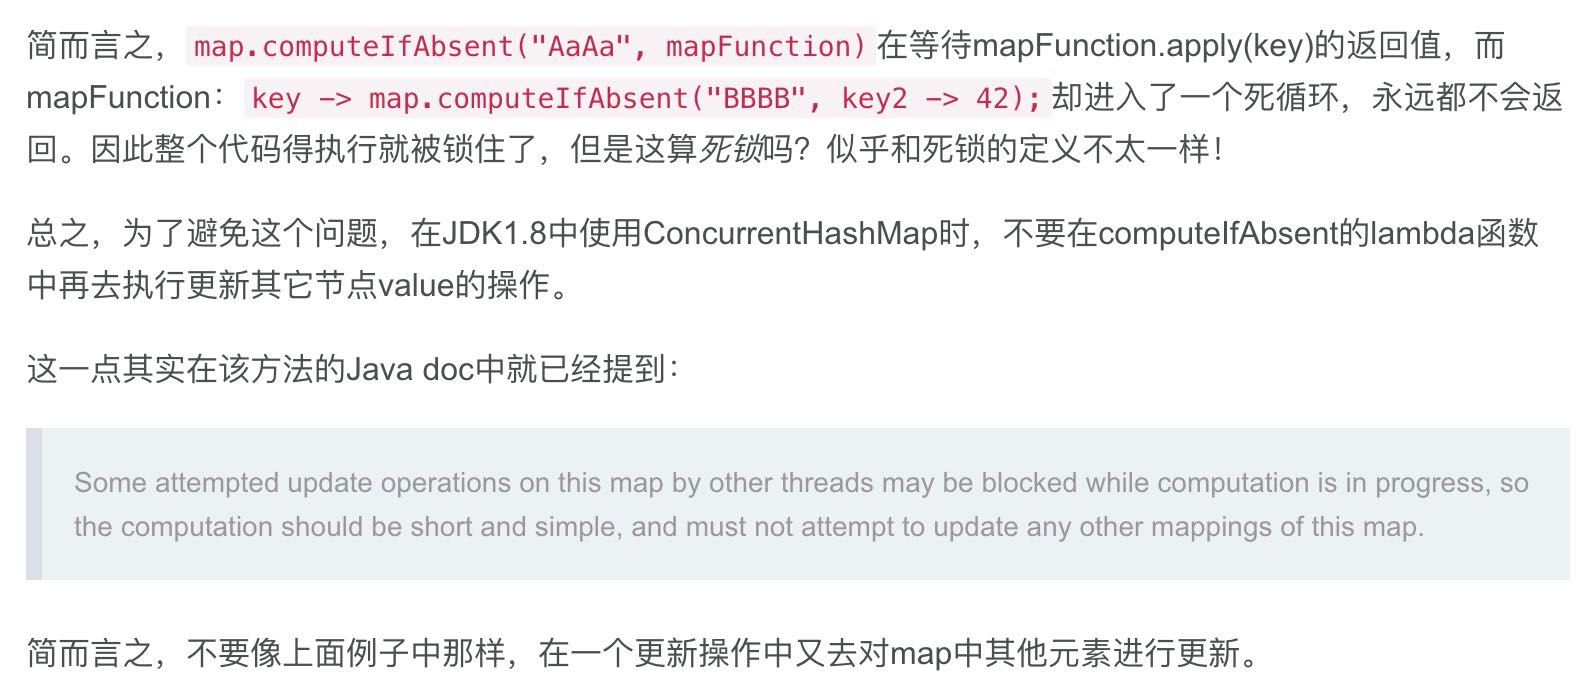 简而言之，map.computeIfAbsent("AaAa", mapFunction)在等待mapFunction.apply(key)的返回值，而
mapFunction：key -> map.computeIfAbsent("BBBB", key2 -> 42);却进入了一个死循环，永远都不会返
回。因此整个代码得执行就被锁住了，但是这算死锁吗？似乎和死锁的定义不太一样！
总之，为了避免这个问题，在JDK1.8中使用ConcurrentHashMap时，不要在computeIfAbsent的lambda函数
中再去执行更新其它节点value的操作。
这一点其实在该方法的Java doc中就已经提到：
Some attempted update operations on this map by other threads may be blocked while computation is in progress, so
the computation should be short and simple, and must not attempt to update any other mappings of this map.
简而言之，不要像上面例子中那样，在一个更新操作中又去对map中其他元素进行更新。